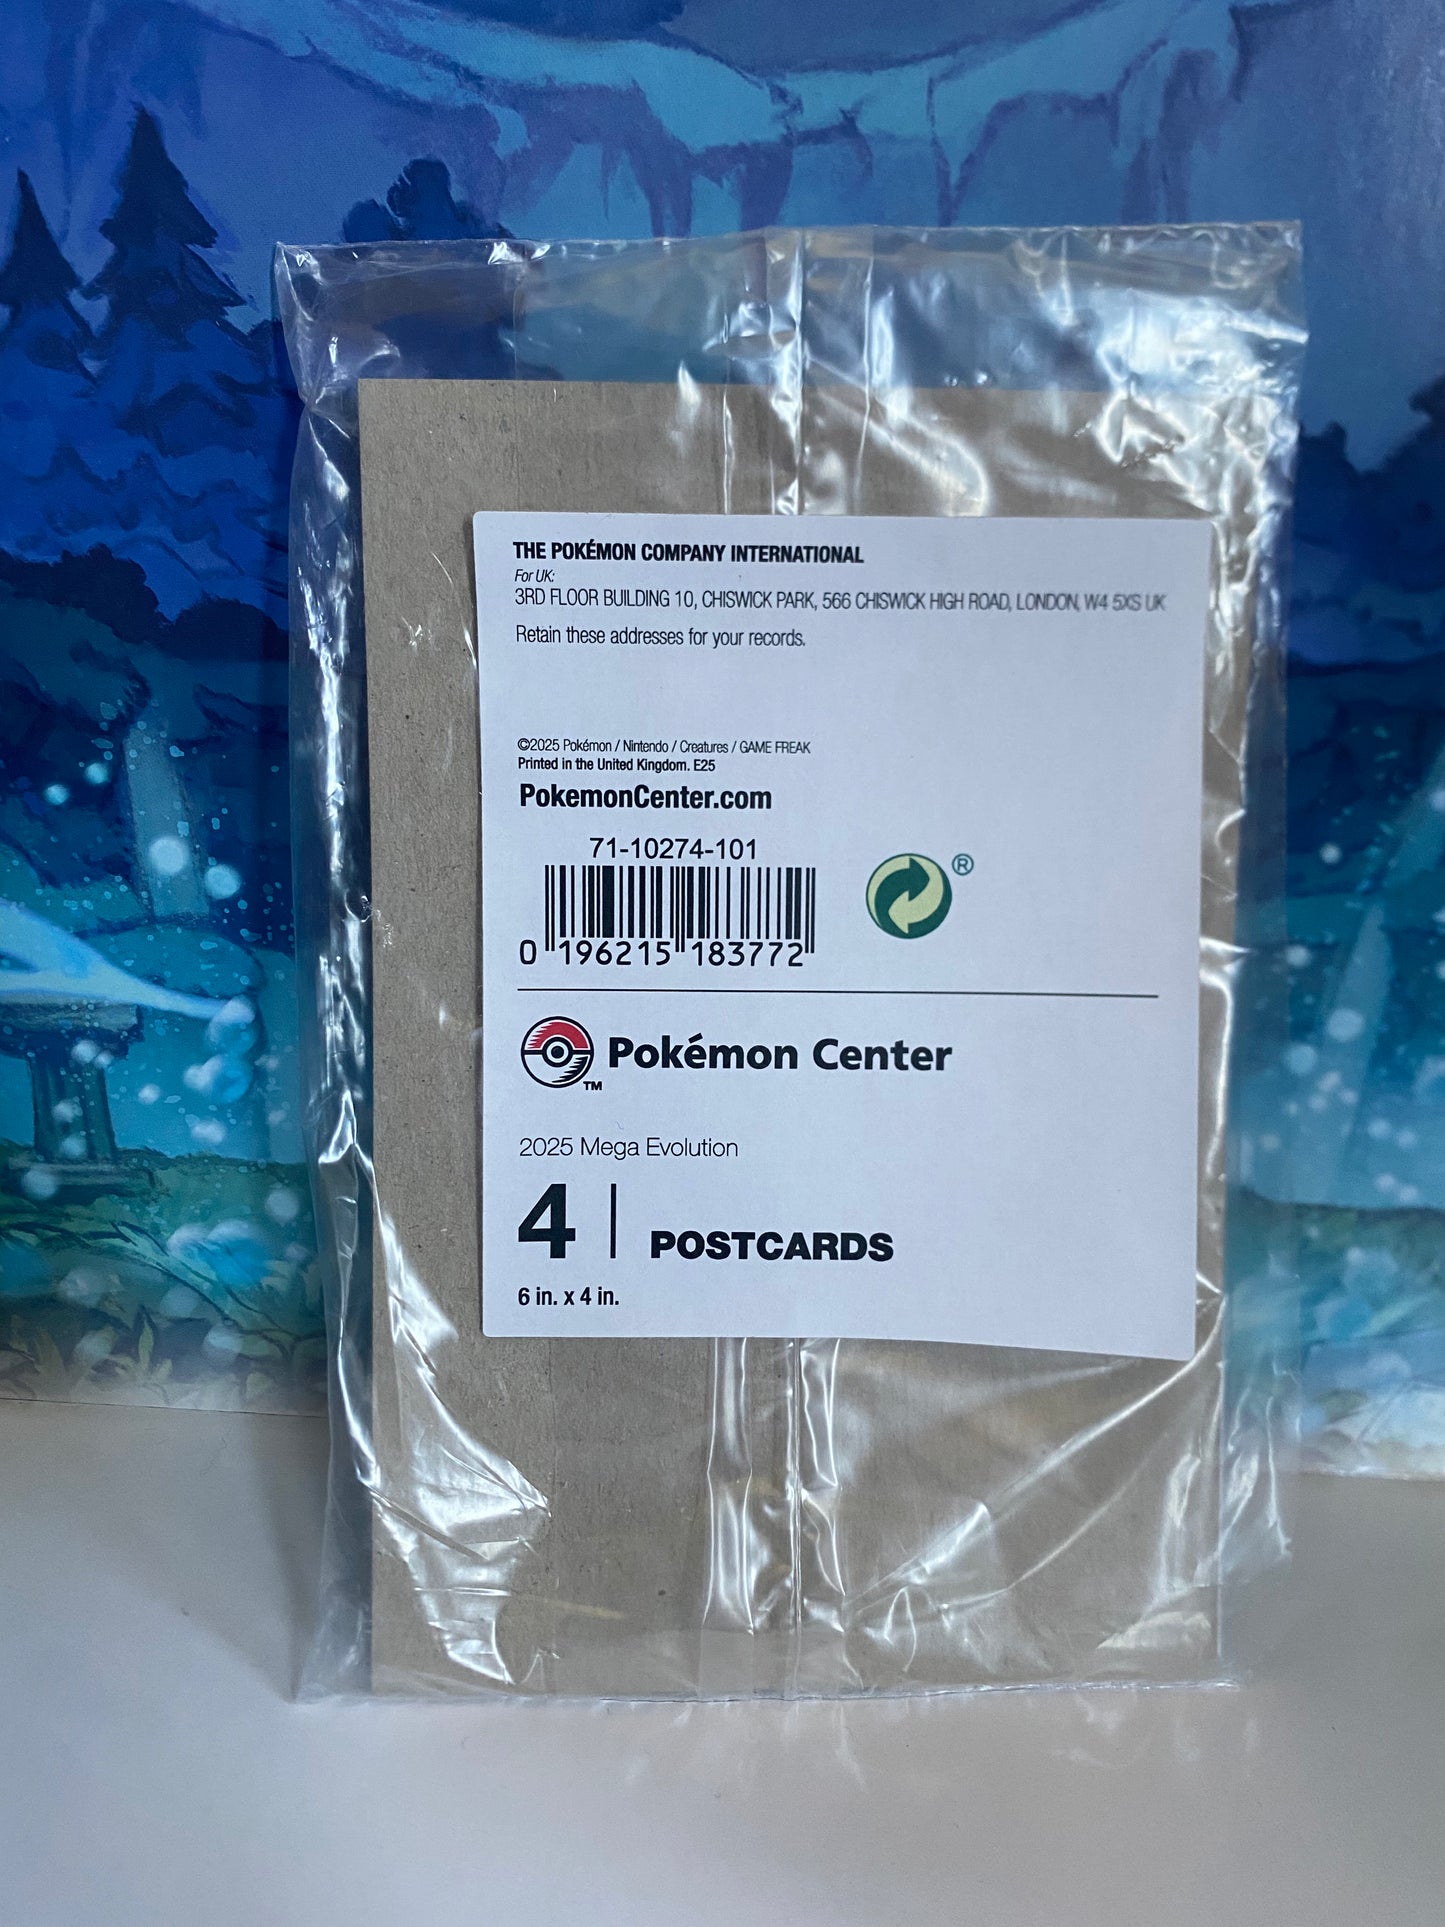 THE POKÉMON COMPANY INTERNATIONAL
For UK:
3RD FLOOR BUILDING 10, CHISWICK PARK, 566 CHISWICK HIGH ROAD, LONDON, W4 5XS UK
Retain these addresses for your records.
©2025 Pokémon / Nintendo / Creatures / GAME FREAK
Printed in the United Kingdom. E25
PokemonCenter.com
71-10274-101
®
0 196215 183772
Pokémon Center
TM
2025 Mega Evolution
4 | POSTCARDS
6 in. x 4 in.